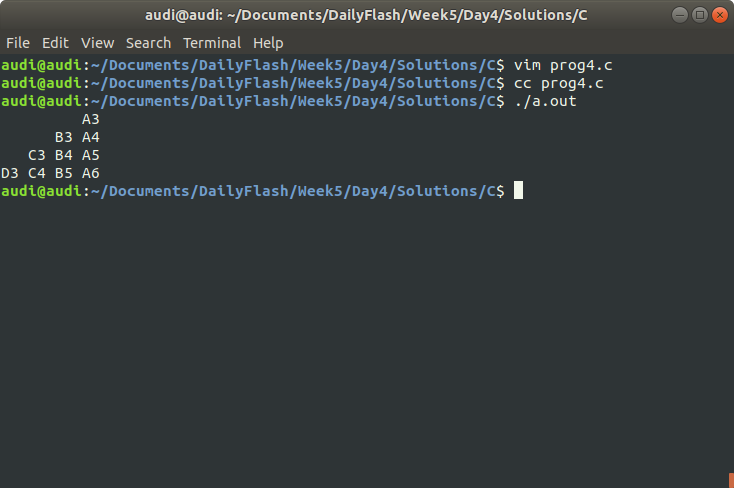 audi@audi: ~/Documents/DailyFlash/Week5/Day4/Solutions/C
File Edit View Search Terminal Help
audi@audi:~/Documents/DailyFlash/Week5/Day4/Solutions/C$ vim prog4.c
audi@audi:~/Documents/DailyFlash/Week5/Day4/Solutions/C$ cc prog4.c
audi@audi:~/Documents/DailyFlash/Week5/Day4/Solutions/C$ ./a.out
         A3
      B3 A4
   C3 B4 A5
D3 C4 B5 A6
audi@audi:~/Documents/DailyFlash/Week5/Day4/Solutions/C$